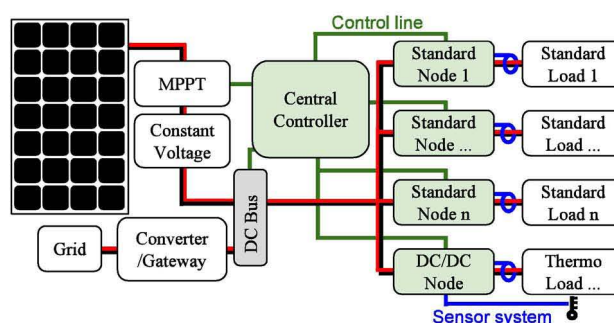 Control line
MPPT
Constant
Voltage
Central
Controller
DC Bus
Grid
Converter
/Gateway
Standard
Node 1
Standard
Load 1
Standard
Node ...
Standard
Load ...
Standard
Node n
Standard
Load n
DC/DC
Node
Thermo
Load ...
Sensor system